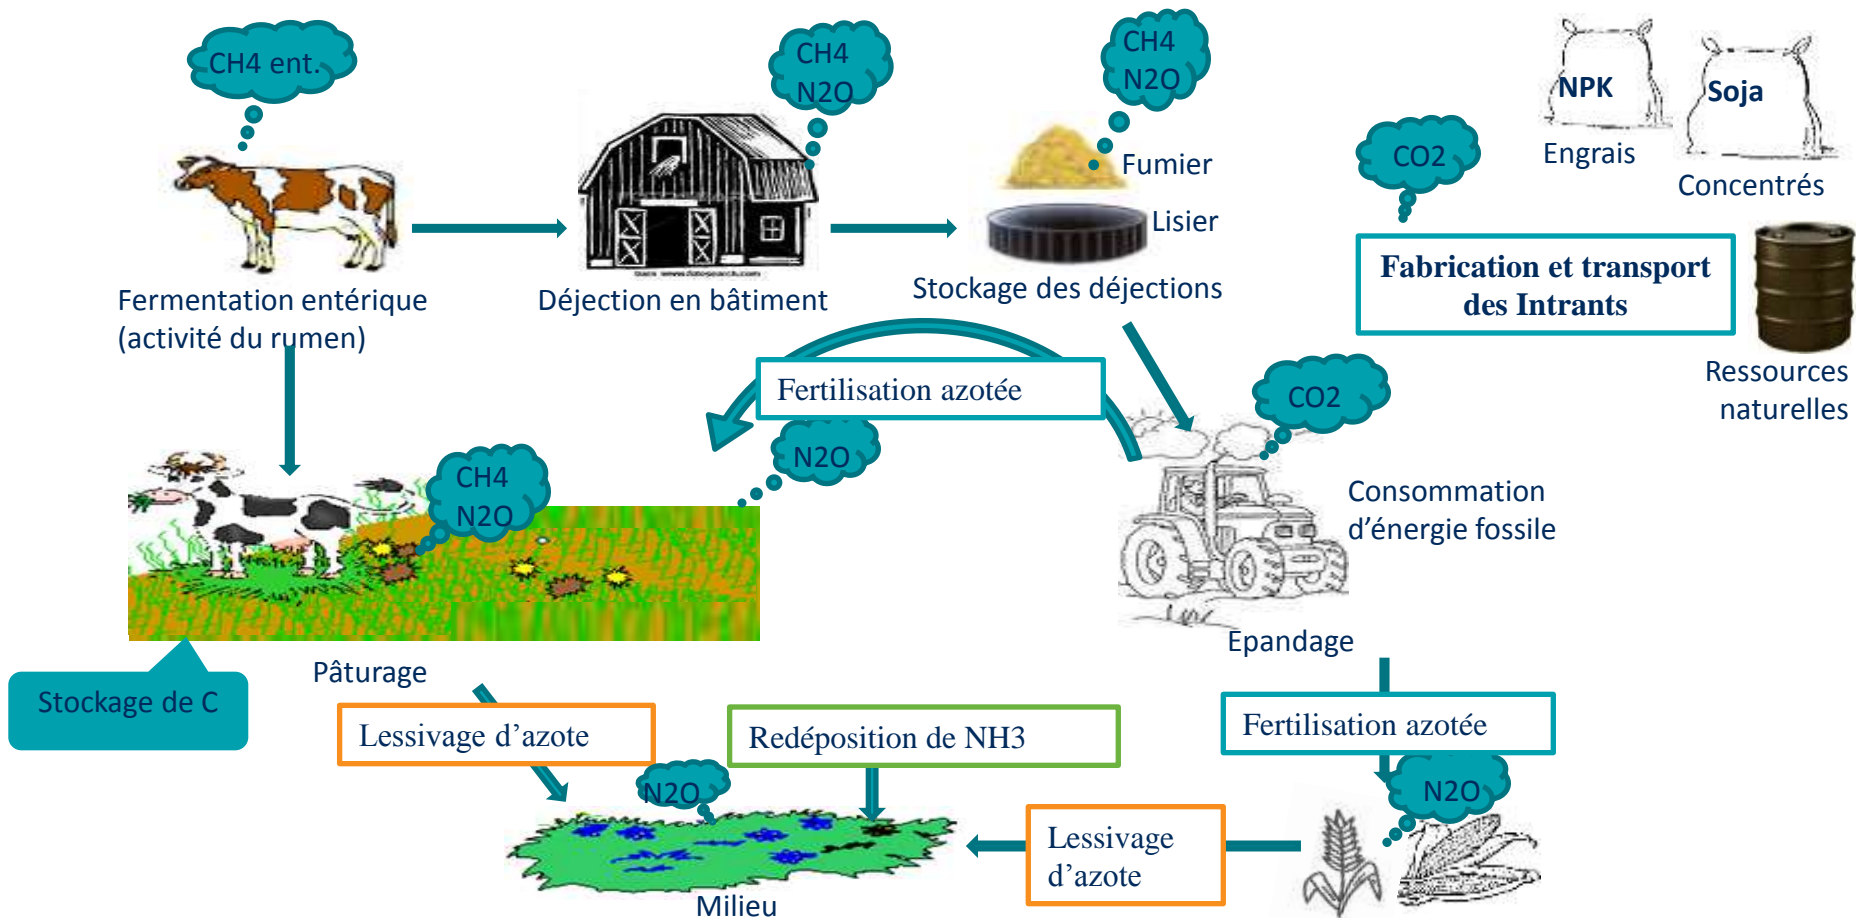 CH4 ent.
CH4
N2O
CH4
N2O
NPK
Soja
Engrais
Concentrés
CO2
Fumier
Lisier
Fabrication et transport
des Intrants
Fermentation entérique
(activité du rumen)
Déjection en bâtiment
Stockage des déjections
Ressources
naturelles
Fertilisation azotée
CO2
N2O
CH4
N2O
Consommation
d'énergie fossile
Epandage
Stockage de C
Pâturage
Lessivage d'azote
Redéposition de NH3
Fertilisation azotée
N2O
N2O
Lessivage
d'azote
Milieu